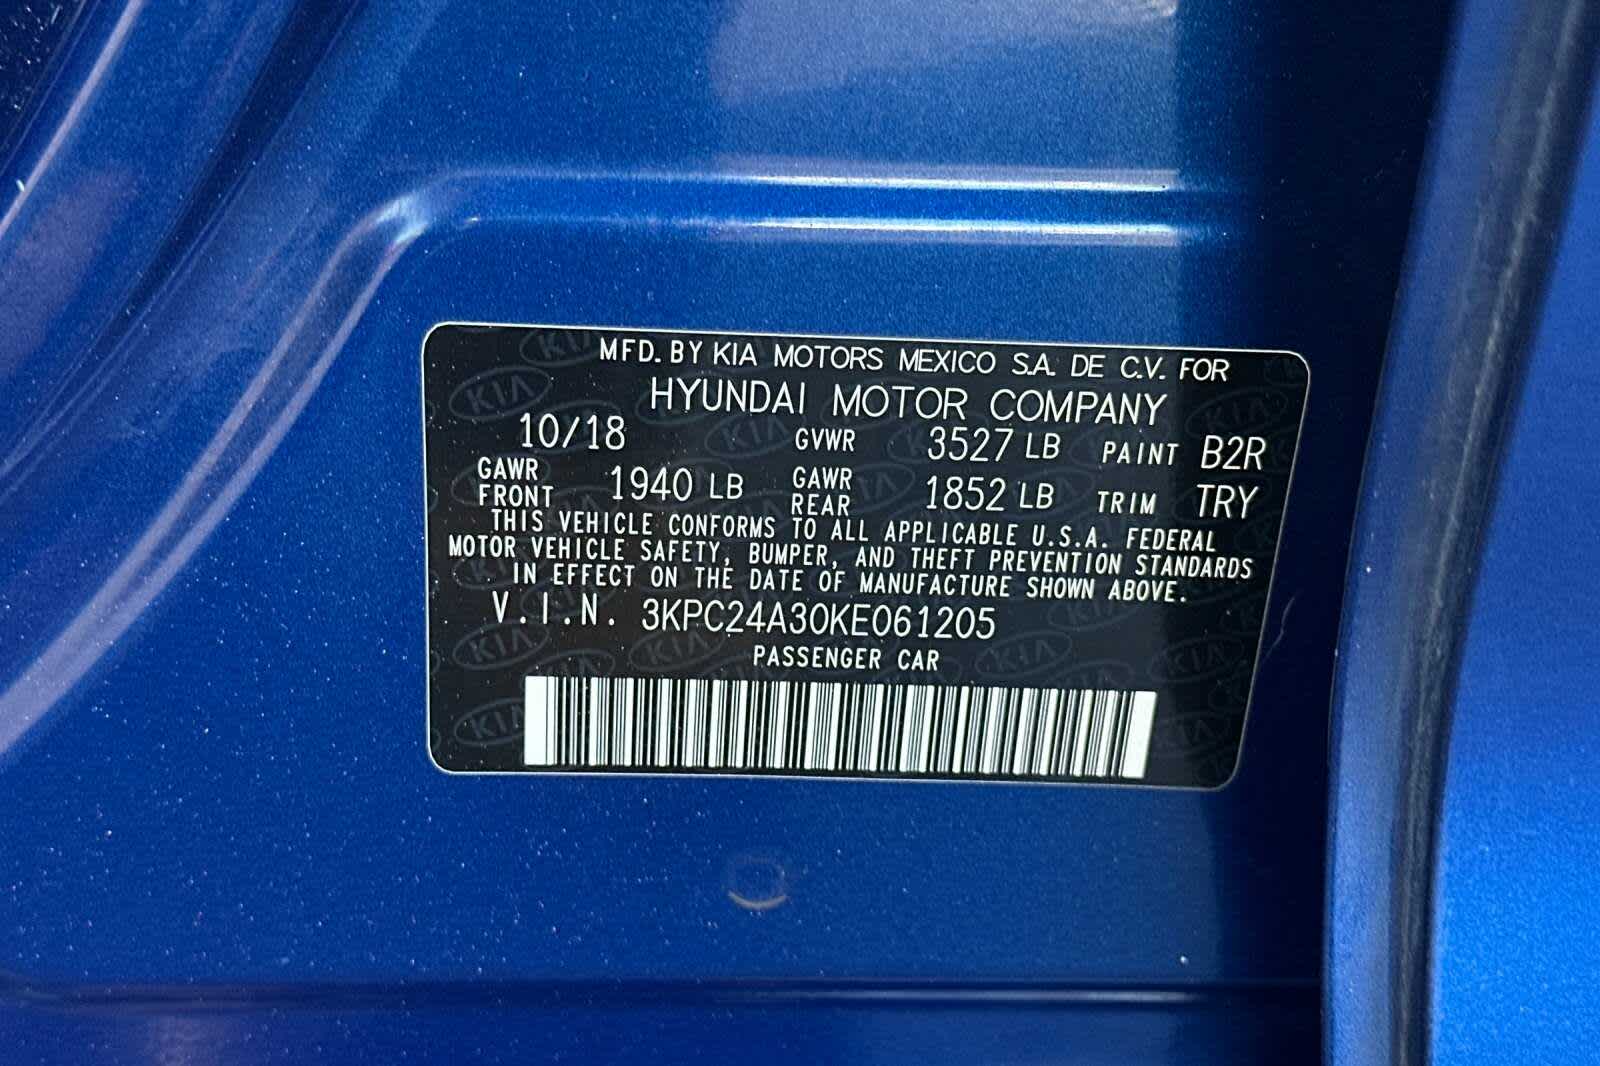 MFD. BY KIA MOTORS MEXICO S.A. DE C.V. FOR
HYUNDAI MOTOR COMPANY
10/18 GVWR 3527 LB PAINT B2R
GAWR FRONT 1940 LB GAWR REAR 1852 LB TRIM TRY
THIS VEHICLE CONFORMS TO ALL APPLICABLE U.S.A. FEDERAL
MOTOR VEHICLE SAFETY, BUMPER, AND THEFT PREVENTION STANDARDS
IN EFFECT ON THE DATE OF MANUFACTURE SHOWN ABOVE.
V.I.N. 3KPC24A30KE061205
PASSENGER CAR